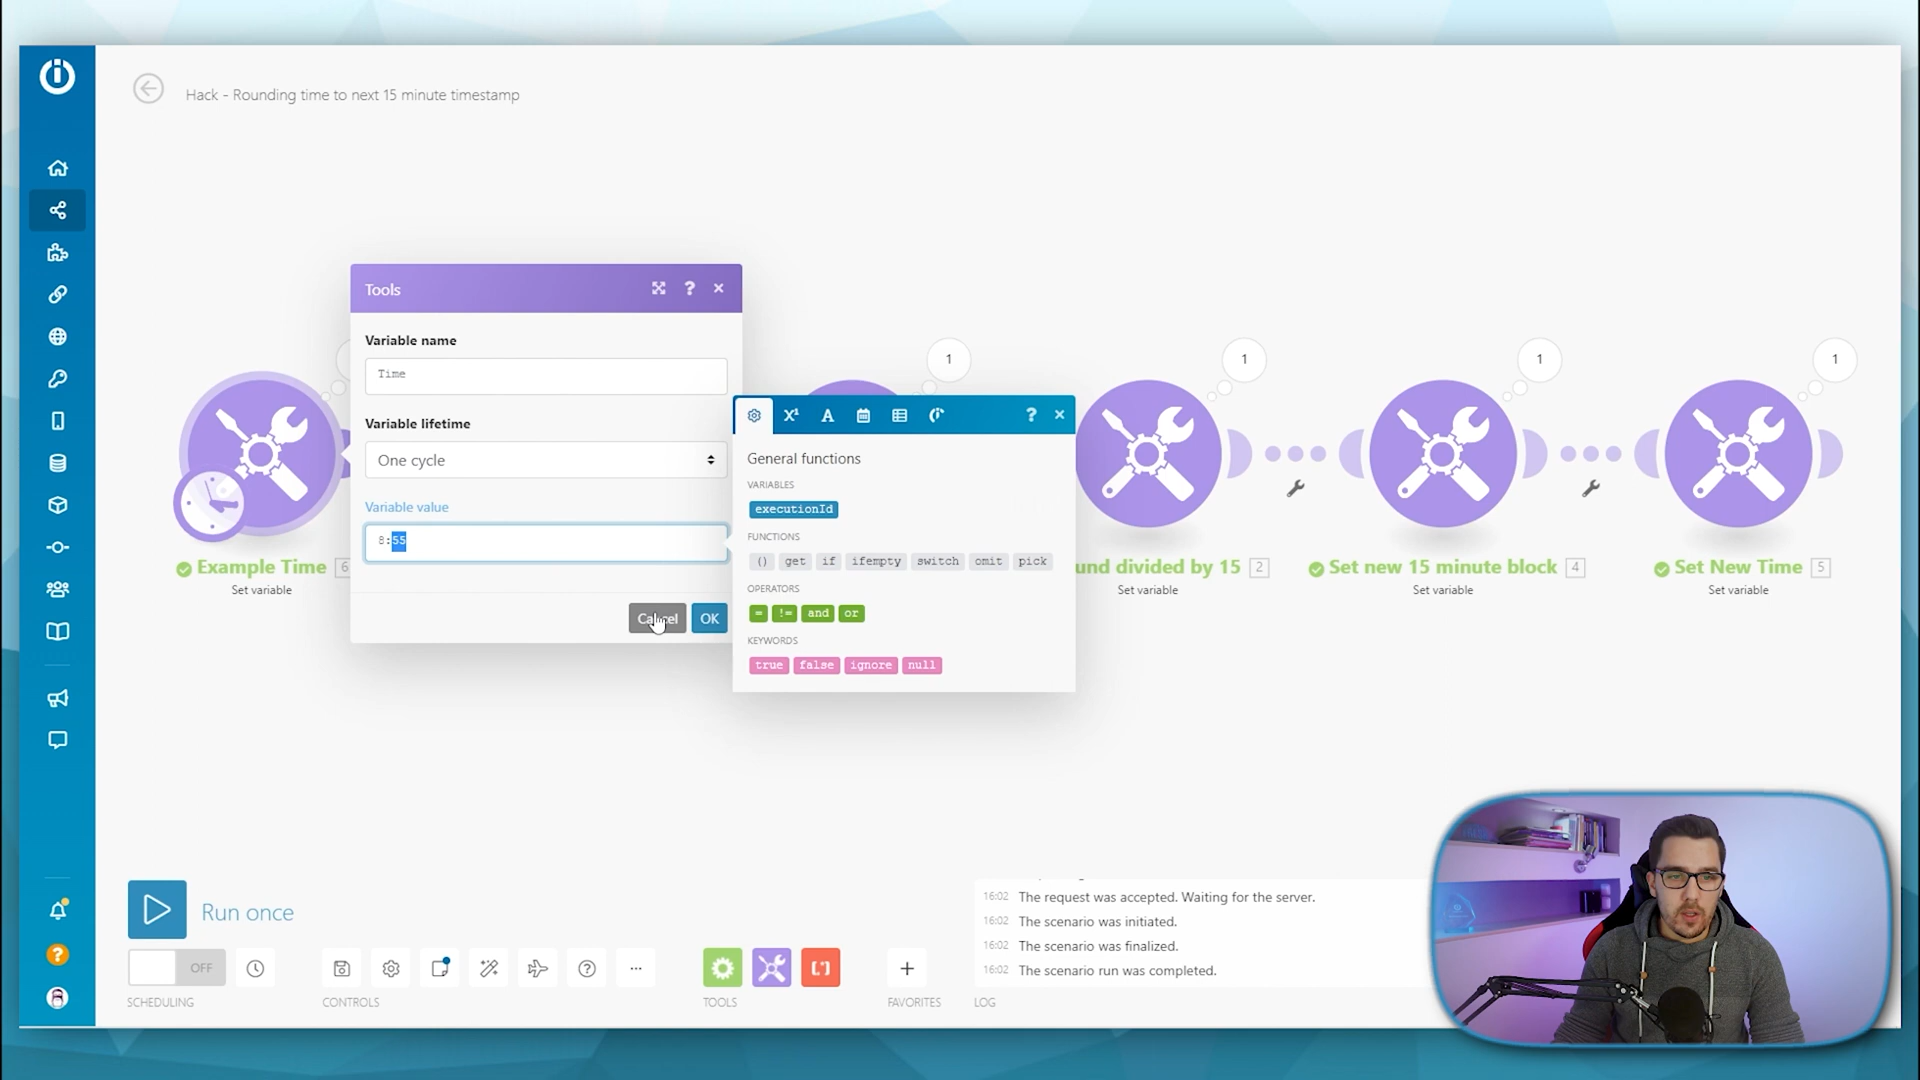 Hack - Rounding time to next 15 minute timestamp
Tools
?
Variable name
Time
Variable lifetime
One cycle
Variable value
8:55
Cancel
OK
?
General functions
VARIABLES
executionId
FUNCTIONS
() get if ifempty switch omit pick
OPERATORS
= != and or
KEYWORDS
true false ignore null
1
1
1
1
Example Time 6
Set variable
und divided by 15 2
Set variable
Set new 15 minute block 4
Set variable
Set New Time 5
Set variable
Run once
OFF
SCHEDULING
CONTROLS
TOOLS
FAVORITES
LOG
16:02 The request was accepted. Waiting for the server.
16:02 The scenario was initiated.
16:02 The scenario was finalized.
16:02 The scenario run was completed.